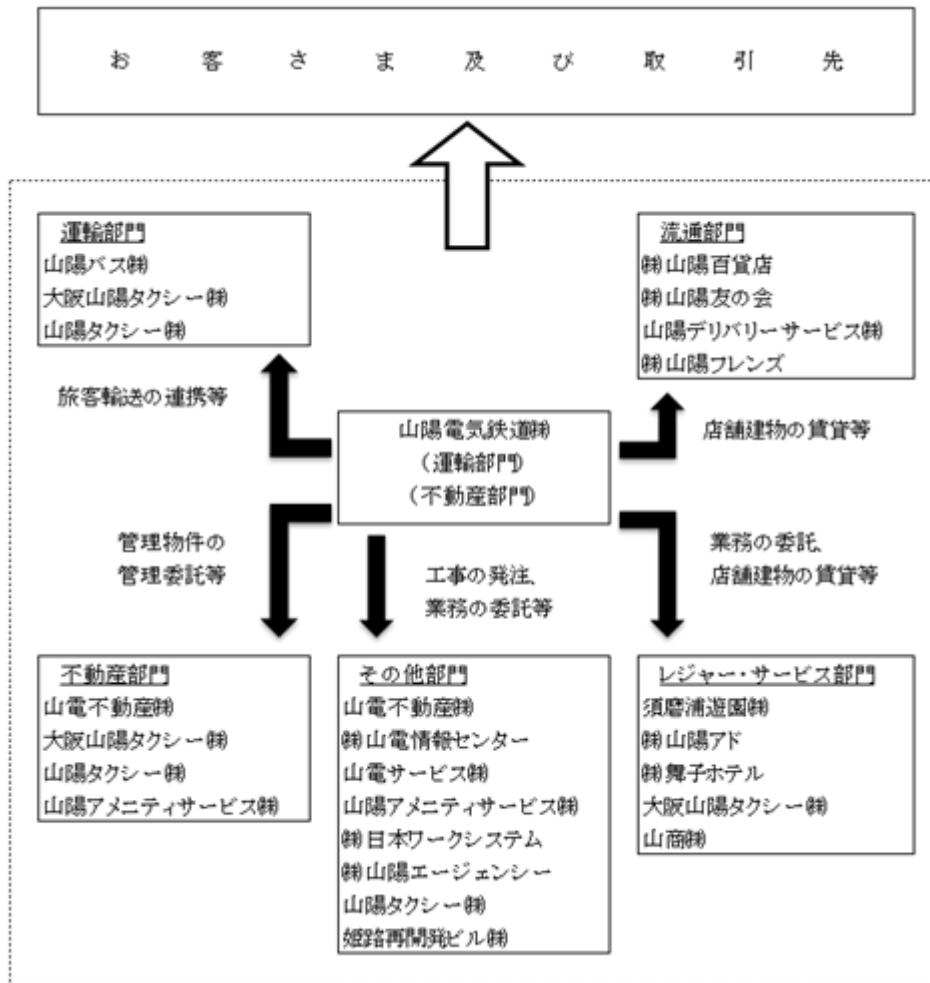 お客さま及び取引先
運輸部門
山陽バス㈱
大阪山陽タクシー㈱
山陽タクシー㈱
流通部門
㈱山陽百貨店
㈱山陽友の会
山陽デリバリーサービス㈱
㈱山陽フレンズ
旅客輸送の連携等
店舗建物の賃貸等
山陽電気鉄道㈱
（運輸部門）
（不動産部門）
管理物件の
管理委託等
工事の発注、
業務の委託等
業務の委託、
店舗建物の賃貸等
不動産部門
山電不動産㈱
大阪山陽タクシー㈱
山陽タクシー㈱
山陽アメニティサービス㈱
その他部門
山電不動産㈱
㈱山電情報センター
山電サービス㈱
山陽アメニティサービス㈱
㈱日本ワークシステム
㈱山陽エージェンシー
山陽タクシー㈱
姫路再開発ビル㈱
レジャー・サービス部門
須磨浦遊園㈱
㈱山陽アド
㈱舞子ホテル
大阪山陽タクシー㈱
山商㈱